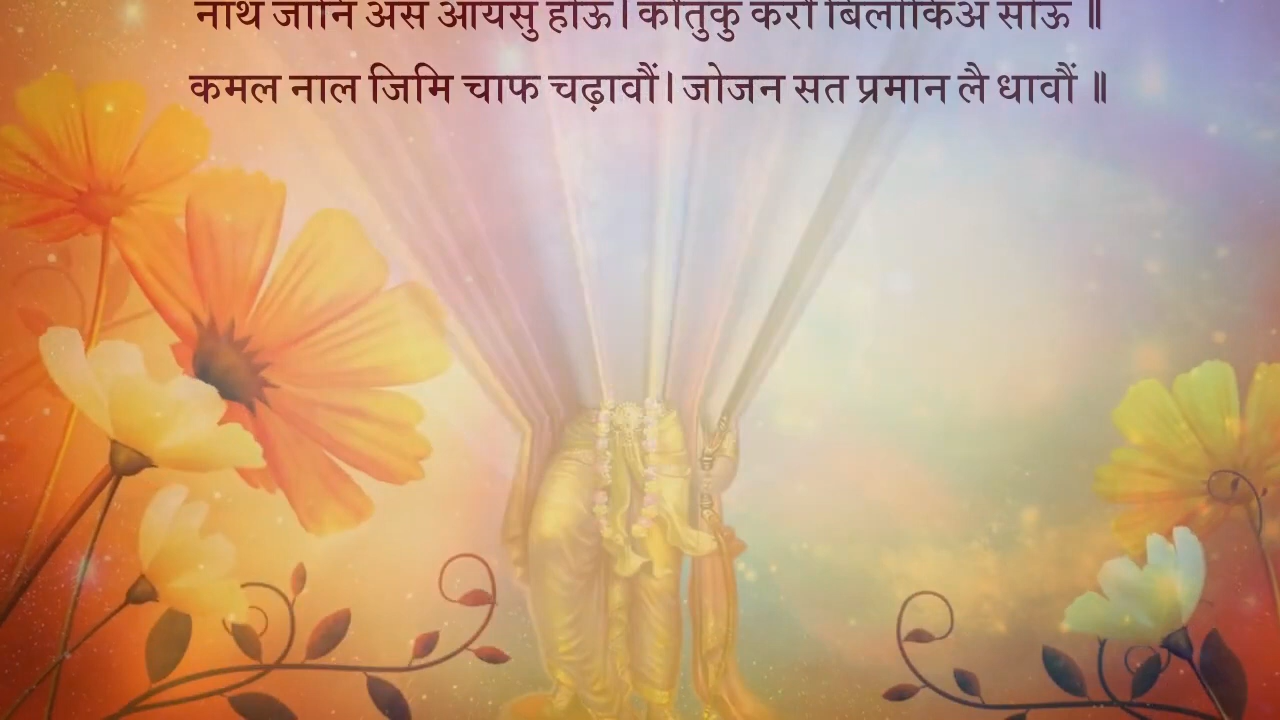 नाथ जानि अस आयसु होऊ। कौतुकु करौं बिलोकिअ सोऊ ॥
कमल नाल जिमि चाफ चढ़ावौं। जोजन सत प्रमान लै धावौं ॥